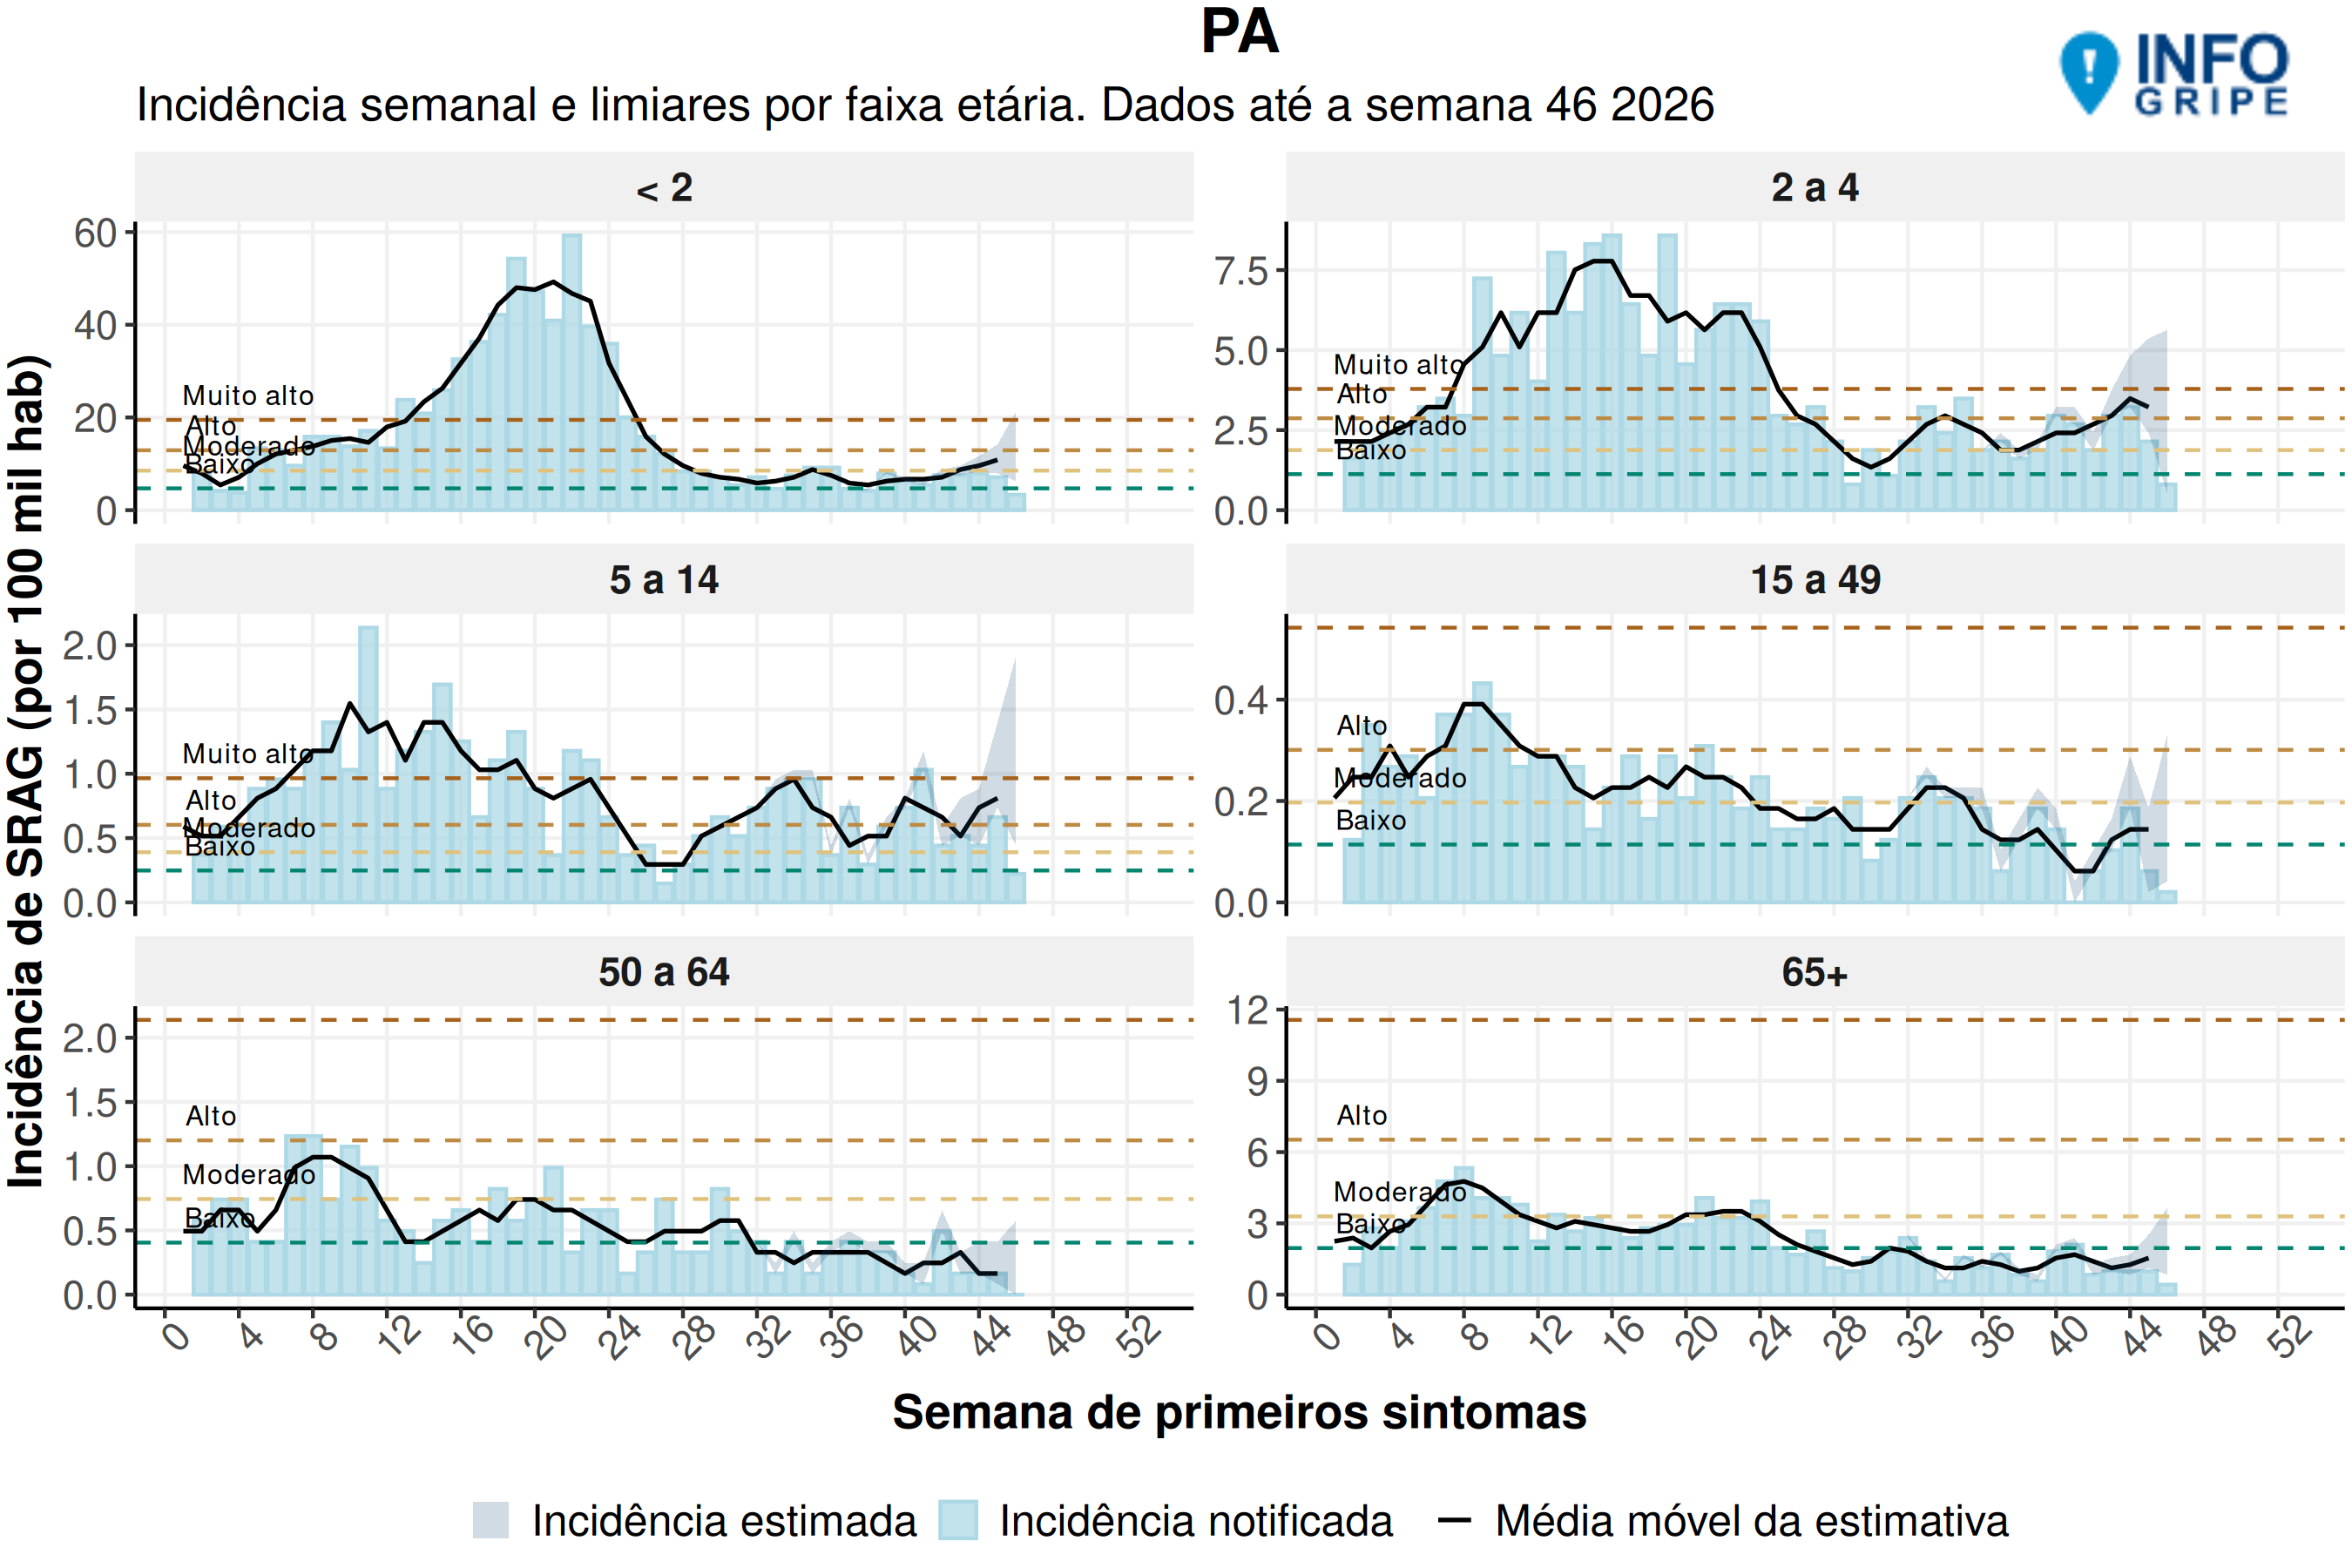 PA
INFO
GRIPE
Incidência semanal e limiares por faixa etária. Dados até a semana 46 2026
Incidência de SRAG (por 100 mil hab)
< 2
60
40
20
0
Muito alto
Alto
Moderado
Baixo
2 a 4
7.5
5.0
2.5
0.0
Muito alto
Alto
Moderado
Baixo
5 a 14
2.0
1.5
1.0
0.5
0.0
Muito alto
Alto
Moderado
Baixo
15 a 49
0.4
0.2
0.0
Alto
Moderado
Baixo
50 a 64
2.0
1.5
1.0
0.5
0.0
Alto
Moderado
Baixo
65+
12
9
6
3
0
Alto
Moderado
Baixo
0 4 8 12 16 20 24 28 32 36 40 44 48 52
0 4 8 12 16 20 24 28 32 36 40 44 48 52
Semana de primeiros sintomas
Incidência estimada Incidência notificada Média móvel da estimativa